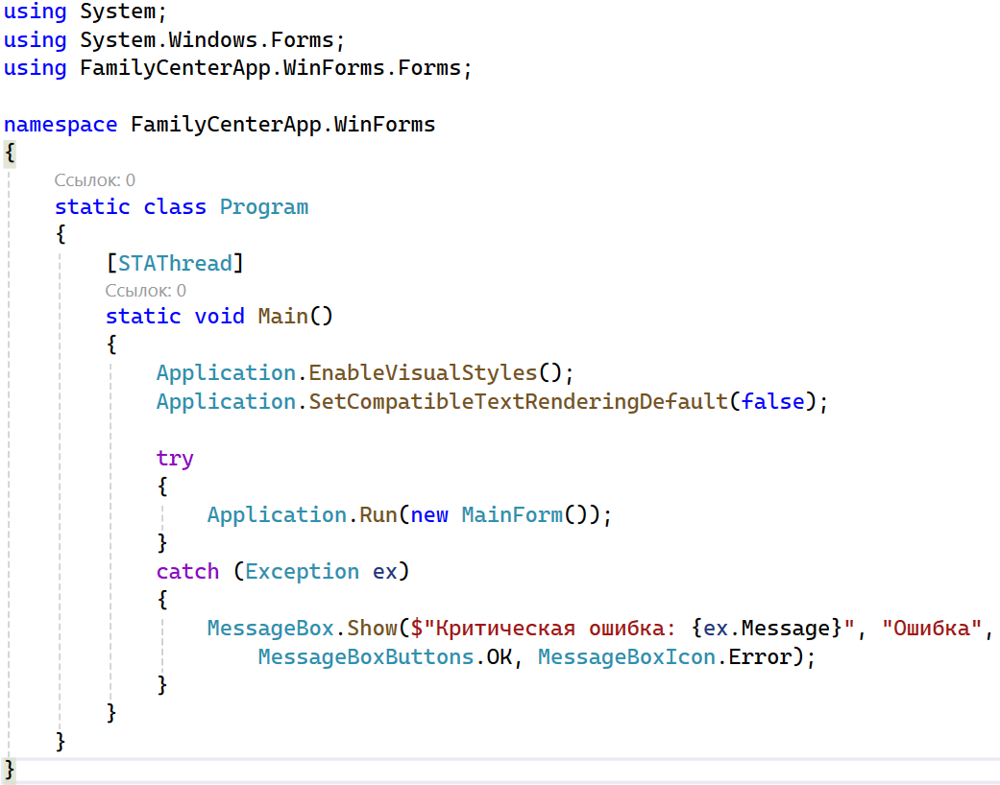 using System;
using System.Windows.Forms;
using FamilyCenterApp.WinForms.Forms;

namespace FamilyCenterApp.WinForms
{
    Ссылок: 0
    static class Program
    {
        [STAThread]
        Ссылок: 0
        static void Main()
        {
            Application.EnableVisualStyles();
            Application.SetCompatibleTextRenderingDefault(false);

            try
            {
                Application.Run(new MainForm());
            }
            catch (Exception ex)
            {
                MessageBox.Show($"Критическая ошибка: {ex.Message}", "Ошибка",
                    MessageBoxButtons.OK, MessageBoxIcon.Error);
            }
        }
    }
}